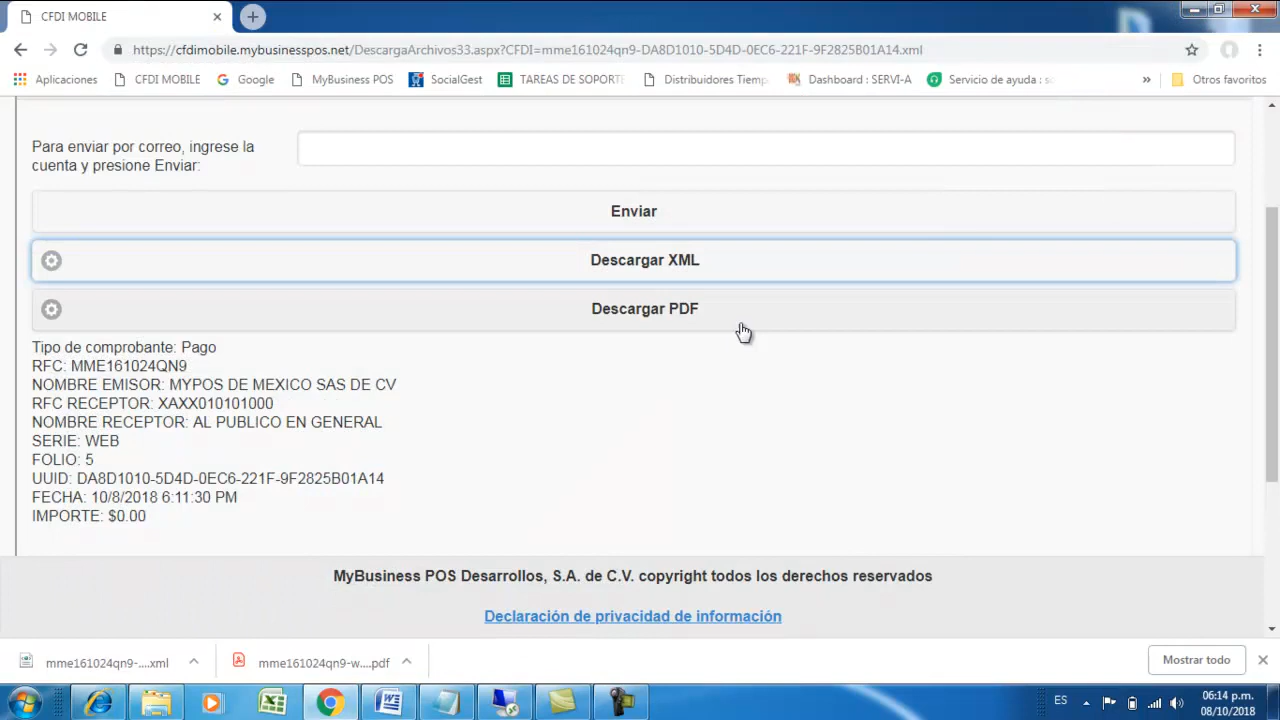 CFDI MOBILE
https://cfdimobile.mybusinesspos.net/DescargaArchivos33.aspx?CFDI=mme161024qn9-DA8D1010-5D4D-0EC6-221F-9F2825B01A14.xml
Aplicaciones CFDI MOBILE Google MyBusiness POS SocialGest TAREAS DE SOPORTE Distribuidores Tiemp Dashboard : SERVI-A Servicio de ayuda : so » Otros favoritos
Para enviar por correo, ingrese la
cuenta y presione Enviar:
Enviar
Descargar XML
Descargar PDF
Tipo de comprobante: Pago
RFC: MME161024QN9
NOMBRE EMISOR: MYPOS DE MEXICO SAS DE CV
RFC RECEPTOR: XAXX010101000
NOMBRE RECEPTOR: AL PUBLICO EN GENERAL
SERIE: WEB
FOLIO: 5
UUID: DA8D1010-5D4D-0EC6-221F-9F2825B01A14
FECHA: 10/8/2018 6:11:30 PM
IMPORTE: $0.00
MyBusiness POS Desarrollos, S.A. de C.V. copyright todos los derechos reservados
Declaración de privacidad de información
mme161024qn9-....xml mme161024qn9-w....pdf Mostrar todo
ES 06:14 p.m.
08/10/2018